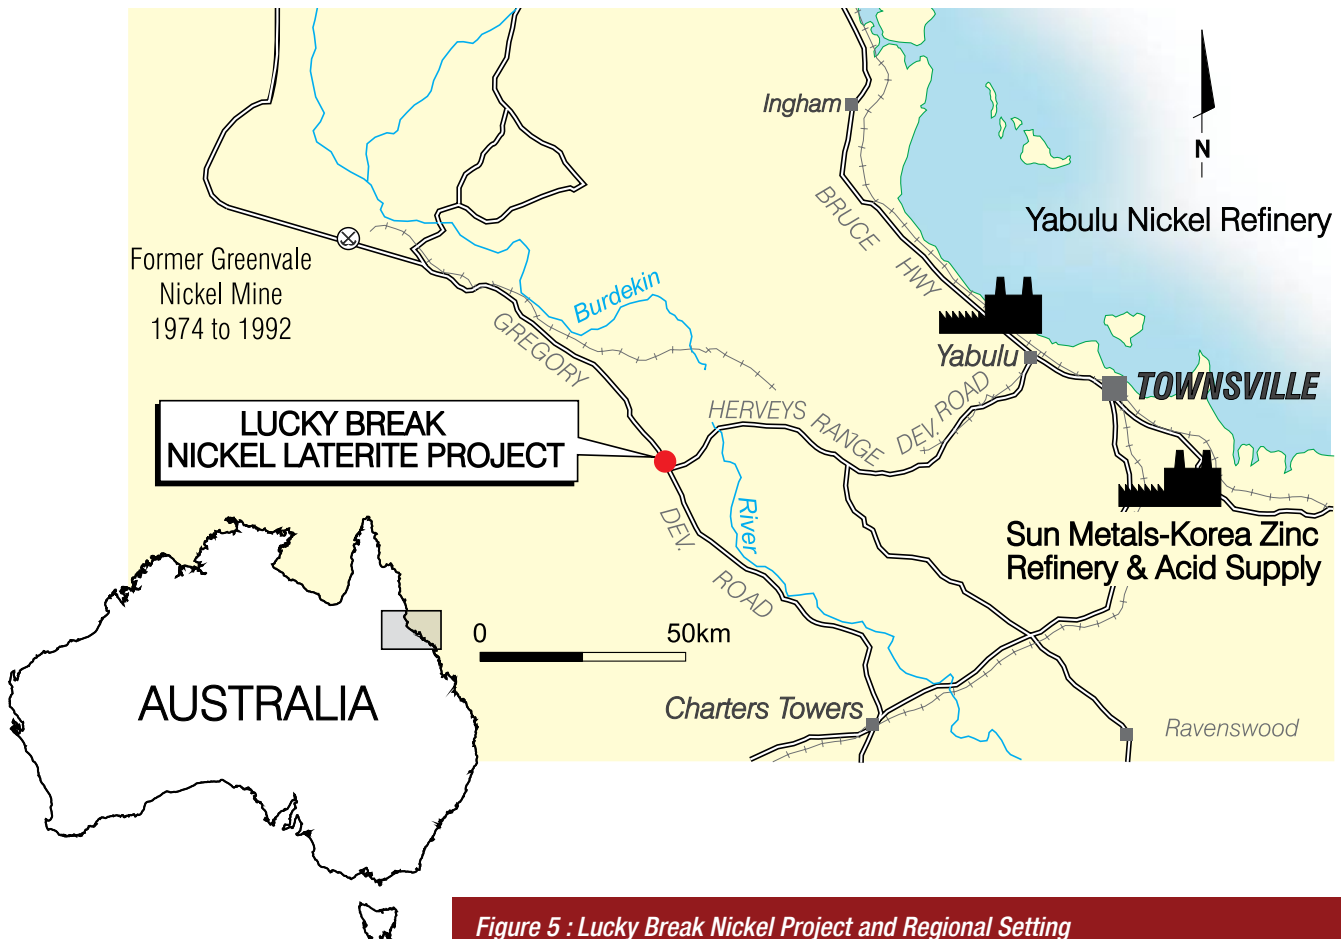 Ingham
N
Yabulu Nickel Refinery
BRUCE HWY
Former Greenvale
Nickel Mine
1974 to 1992
Burdekin
GREGORY
Yabulu
TOWNSVILLE
HERVEYS RANGE
DEV. ROAD
LUCKY BREAK
NICKEL LATERITE PROJECT
River
DEV. ROAD
Sun Metals-Korea Zinc
Refinery & Acid Supply
0 50km
AUSTRALIA
Charters Towers
Ravenswood
Figure 5 : Lucky Break Nickel Project and Regional Setting